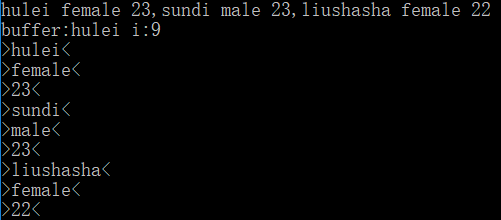 hulei female 23,sundi male 23,liushasha female 22
buffer:hulei i:9
>hulei<
>female<
>23<
>sundi<
>male<
>23<
>liushasha<
>female<
>22<